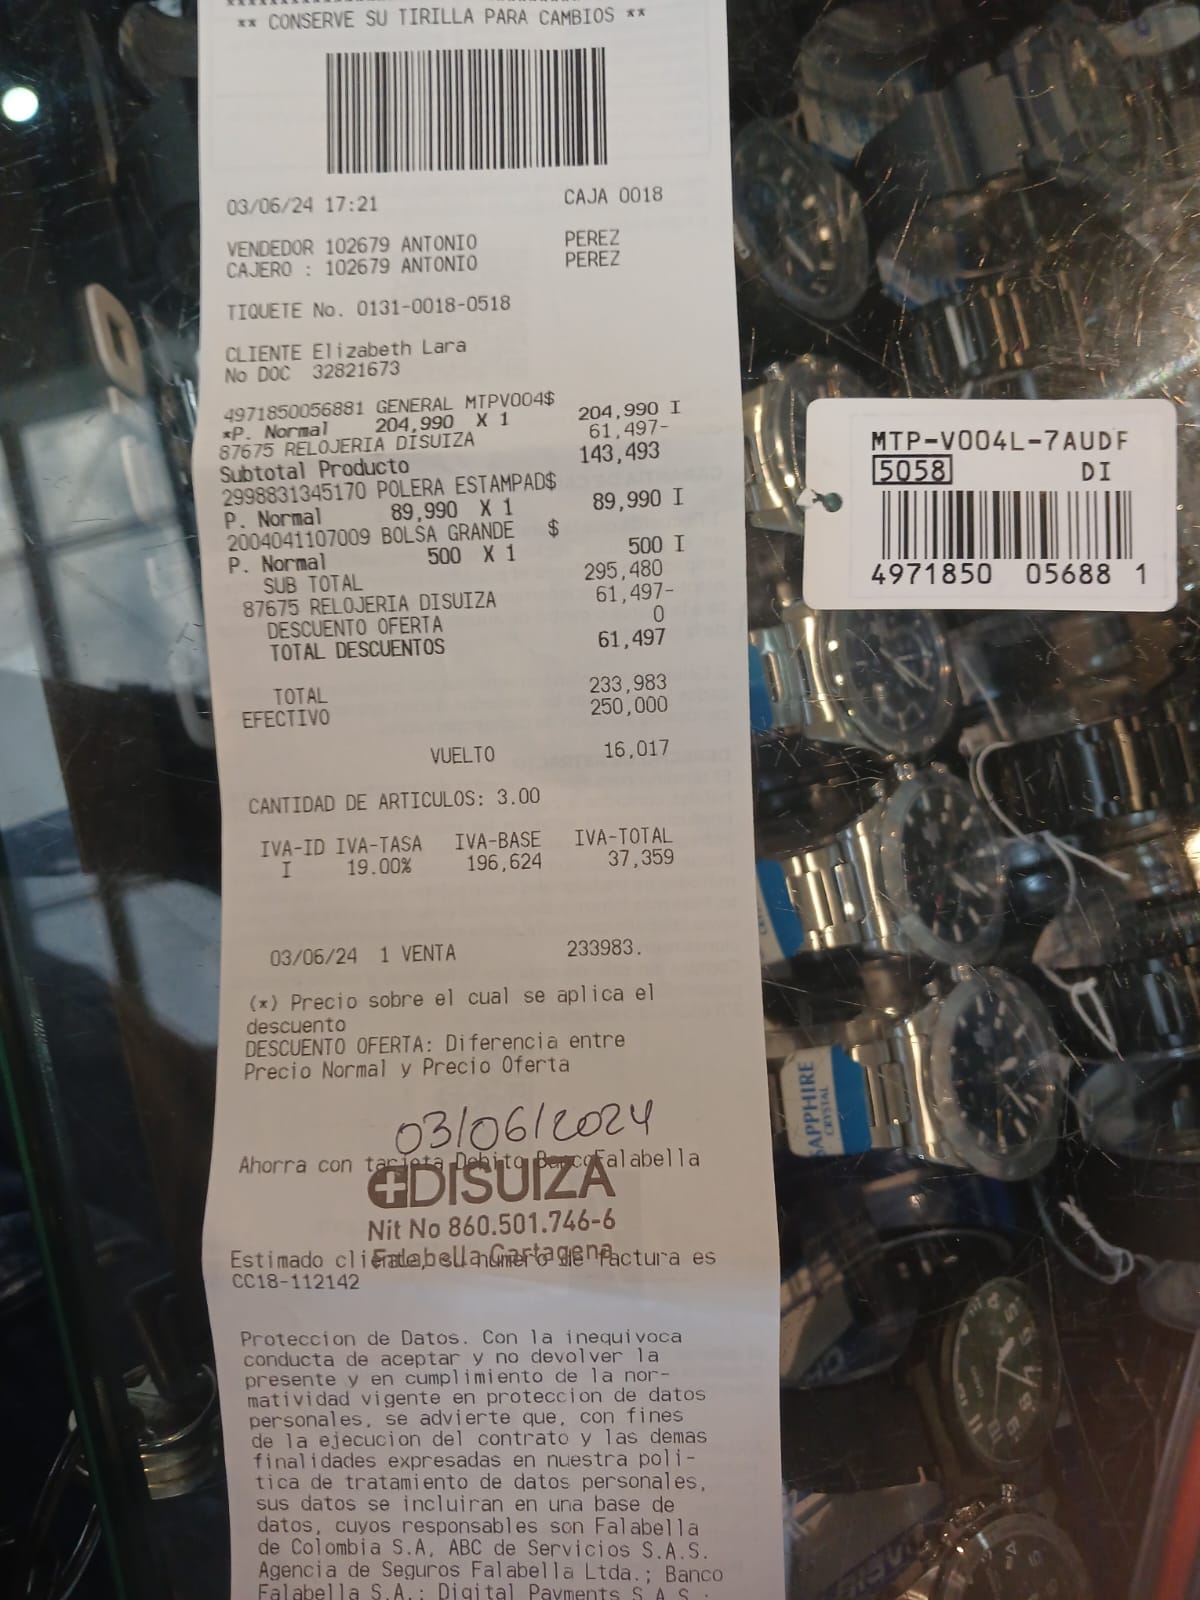 ** CONSERVE SU TIRILLA PARA CAMBIOS **
03/06/24 17:21 CAJA 0018
VENDEDOR 102679 ANTONIO PEREZ
CAJERO : 102679 ANTONIO PEREZ
TIQUETE No. 0131-0018-0518
CLIENTE Elizabeth Lara
No DOC 32821673
4971850056881 GENERAL MTPV004$ 204,990 I
*P. Normal 204,990 X 1
87675 RELOJERIA DISUIZA 61,497-
Subtotal Producto 143,493
2998831345170 POLERA ESTAMPAD$ 89,990 I
P. Normal 89,990 X 1
2004041107009 BOLSA GRANDE $ 500 I
P. Normal 500 X 1
SUB TOTAL 295,480
87675 RELOJERIA DISUIZA 61,497-
DESCUENTO OFERTA 0
TOTAL DESCUENTOS 61,497
TOTAL 233,983
EFECTIVO 250,000
VUELTO 16,017
CANTIDAD DE ARTICULOS: 3.00
IVA-ID IVA-TASA IVA-BASE IVA-TOTAL
I 19.00% 196,624 37,359
03/06/24 1 VENTA 233983.
(*) Precio sobre el cual se aplica el
descuento
DESCUENTO OFERTA: Diferencia entre
Precio Normal y Precio Oferta
03/06/2024
Ahorra con tarjeta Debito BancoFalabella
DISUIZA
Nit No 860.501.746-6
Falabella Cartagena
Estimado cliente, su numero de factura es
CC18-112142
Proteccion de Datos. Con la inequivoca
conducta de aceptar y no devolver la
presente y en cumplimiento de la nor-
matividad vigente en proteccion de datos
personales, se advierte que, con fines
de la ejecucion del contrato y las demas
finalidades expresadas en nuestra poli-
tica de tratamiento de datos personales,
sus datos se incluiran en una base de
datos, cuyos responsables son Falabella
de Colombia S.A, ABC de Servicios S.A.S.
Agencia de Seguros Falabella Ltda.; Banco
Falabella S.A.; Digital Payments S.A.S.
MTP-V004L-7AUDF
5058 DI
4971850 05688 1
SAPPHIRE
CRYSTAL